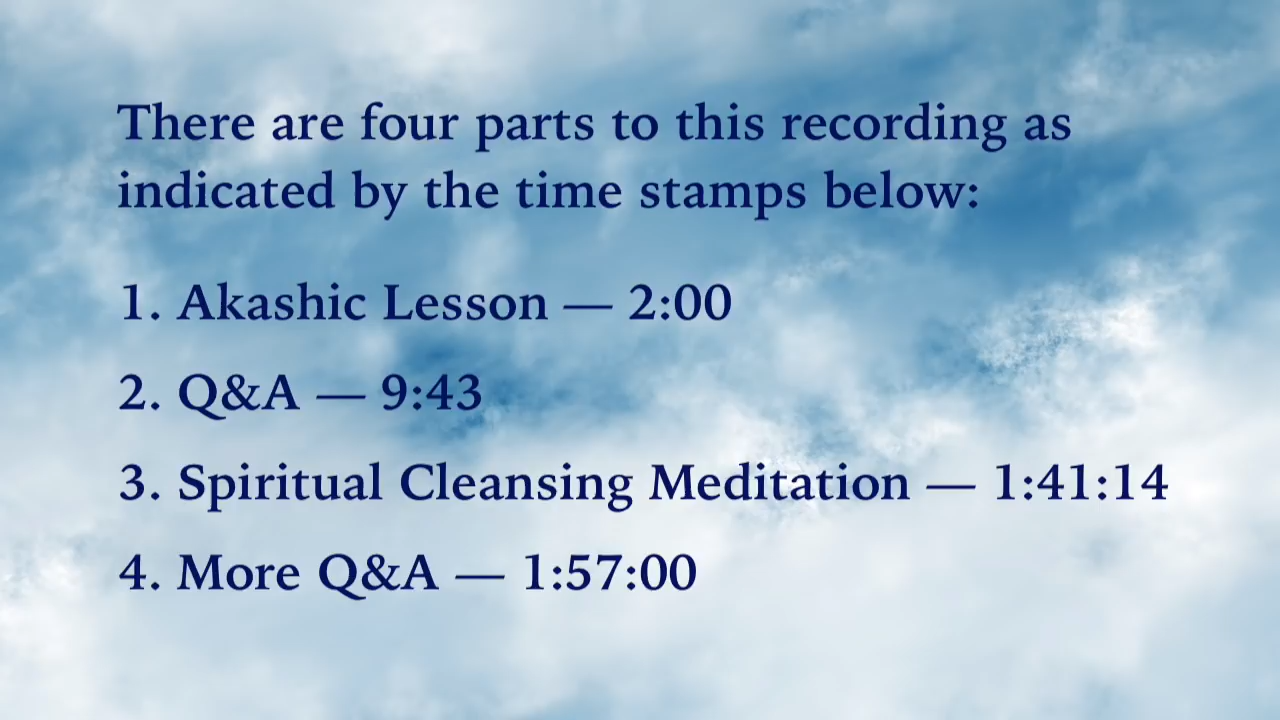 There are four parts to this recording as
indicated by the time stamps below:
1. Akashic Lesson — 2:00
2. Q&A — 9:43
3. Spiritual Cleansing Meditation — 1:41:14
4. More Q&A — 1:57:00